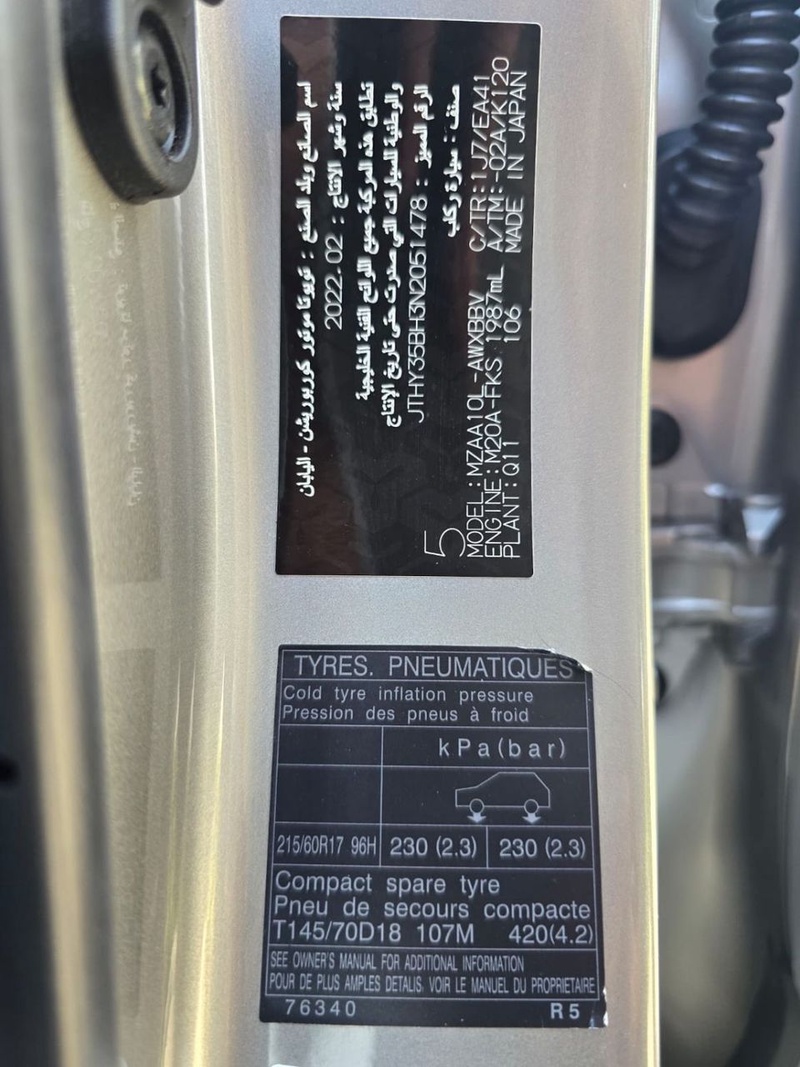 اسم الصانع وبلد الصنع : تويوتا موتور كوربوريشن - اليابان
سنة وشهر الانتاج : 2022.02
تطابق هذه المركبة جميع اللوائح الفنية الخليجية
والوطنية للسيارات التي صدرت حتى تاريخ الإنتاج
الرقم المميز : JTHY35BH3N2051478
صنف : سيارة ركاب
5
MODEL:MZAA10L-AWXBBV C/TR:1J7/EA41
ENGINE:M20A-FKS 1987mL A/TM:-02A/K120
PLANT:Q11 106 MADE IN JAPAN
TYRES. PNEUMATIQUES
Cold tyre inflation pressure
Pression des pneus à froid
kPa(bar)
215/60R17 96H 230 (2.3) 230 (2.3)
Compact spare tyre
Pneu de secours compacte
T145/70D18 107M 420(4.2)
SEE OWNER'S MANUAL FOR ADDITIONAL INFORMATION
POUR DE PLUS AMPLES DETALIS, VOIR LE MANUEL DU PROPRIETAIRE
76340 R5